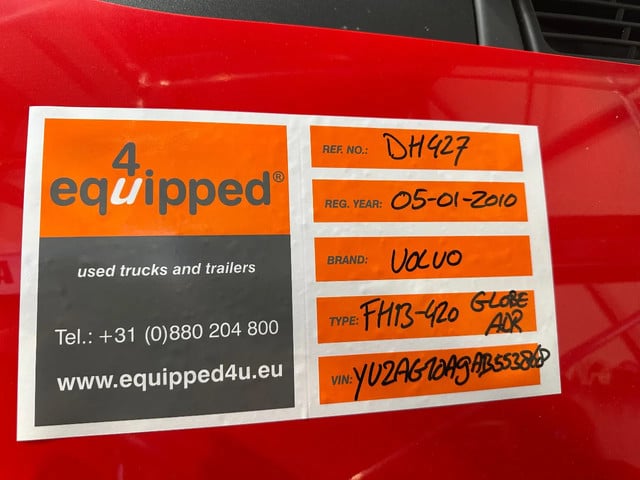 4
equipped®
used trucks and trailers
Tel.: +31 (0)880 204 800
www.equipped4u.eu
REF. NO.: DH427
REG. YEAR: 05-01-2010
BRAND: VOLVO
TYPE: FH13-420 GLOBE
ADR
VIN: